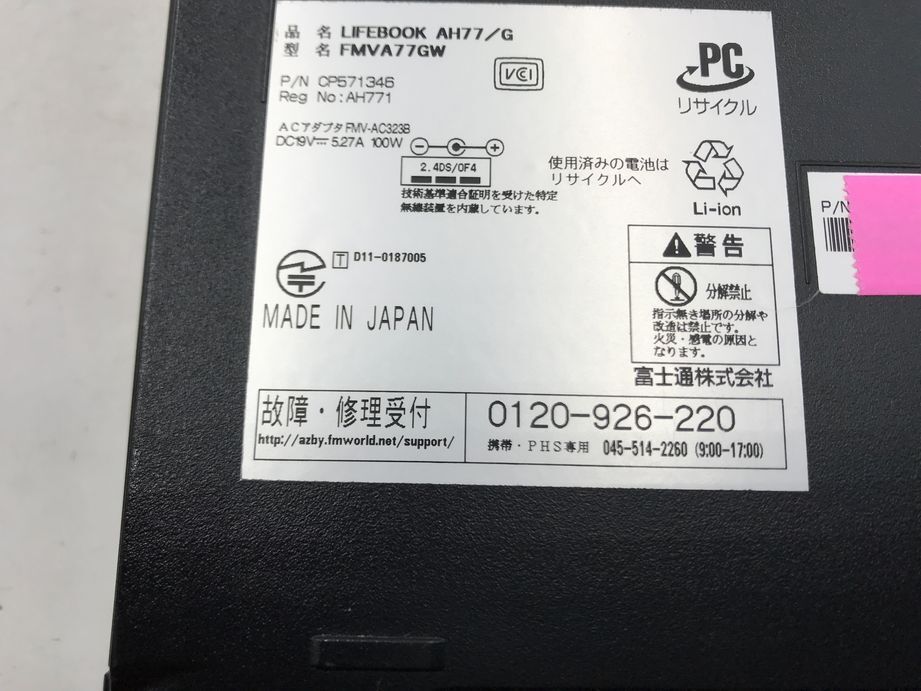 品 名 LIFEBOOK AH77/G
型 名 FMVA77GW
P/N CP571346
Reg No:AH771
VCI
PC
リサイクル
ACアダプタ FMV-AC323B
DC19V 5.27A 100W
2.4DS/OF4
技術基準適合証明を受けた特定
無線装置を内蔵しています。
使用済みの電池は
リサイクルへ
Li-ion
P/N
T D11-0187005
MADE IN JAPAN
警告
分解禁止
指示無き場所の分解や
改造は禁止です。
火災・感電の原因と
なります。
富士通株式会社
故障・修理受付
http://azby.fmworld.net/support/
0120-926-220
携帯・PHS専用 045-514-2260 (9:00-17:00)